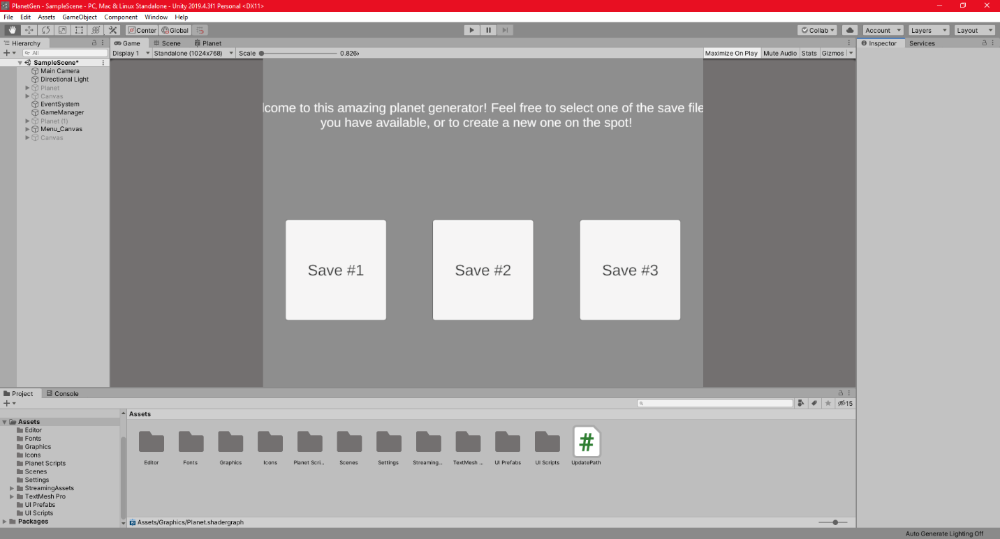 PlanetGen - SampleScene - PC, Mac & Linux Standalone - Unity 2019.4.3f1 Personal <DX11>
File Edit Assets GameObject Component Window Help
Center Global Collab Account Layers Layout
Hierarchy
All
SampleScene*
Main Camera
Directional Light
Planet
Canvas
EventSystem
GameManager
Planet (1)
Menu_Canvas
Canvas
Game Scene Planet
Display 1 Standalone (1024x768) Scale 0.826x Maximize On Play Mute Audio Stats Gizmos
lcome to this amazing planet generator! Feel free to select one of the save file
you have available, or to create a new one on the spot!
Save #1 Save #2 Save #3
Inspector Services
Project Console
15
Assets
Editor
Fonts
Graphics
Icons
Planet Scripts
Scenes
Settings
StreamingAssets
TextMesh Pro
UI Prefabs
UI Scripts
Packages
Assets
#
Editor Fonts Graphics Icons Planet Scri... Scenes Settings Streaming... TextMesh ... UI Prefabs UI Scripts UpdatePath
Assets/Graphics/Planet.shadergraph
Auto Generate Lighting Off